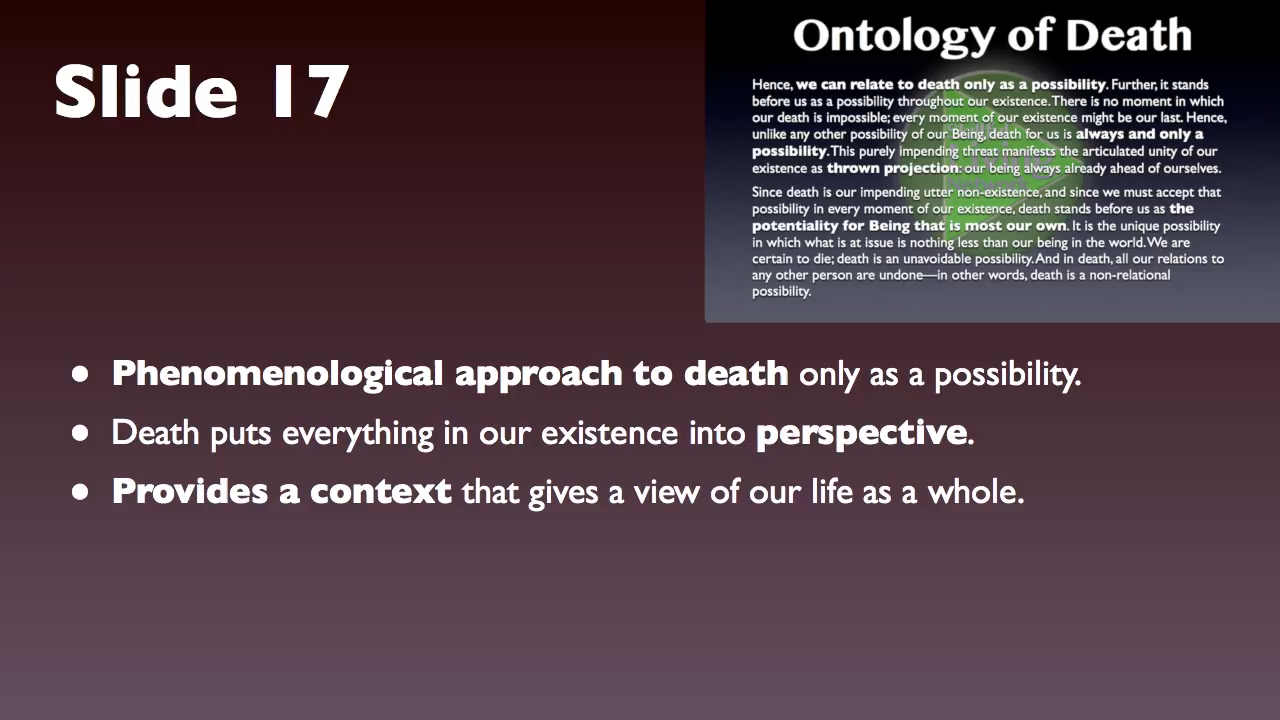 Slide 17
Ontology of Death
Hence, we can relate to death only as a possibility. Further, it stands
before us as a possibility throughout our existence. There is no moment in which
our death is impossible; every moment of our existence might be our last. Hence,
unlike any other possibility of our Being, death for us is always and only a
possibility. This purely impending threat manifests the articulated unity of our
existence as thrown projection: our being always already ahead of ourselves.
Since death is our impending utter non-existence, and since we must accept that
possibility in every moment of our existence, death stands before us as the
potentiality for Being that is most our own. It is the unique possibility
in which what is at issue is nothing less than our being in the world. We are
certain to die; death is an unavoidable possibility. And in death, all our relations to
any other person are undone—in other words, death is a non-relational
possibility.
● Phenomenological approach to death only as a possibility.
● Death puts everything in our existence into perspective.
● Provides a context that gives a view of our life as a whole.